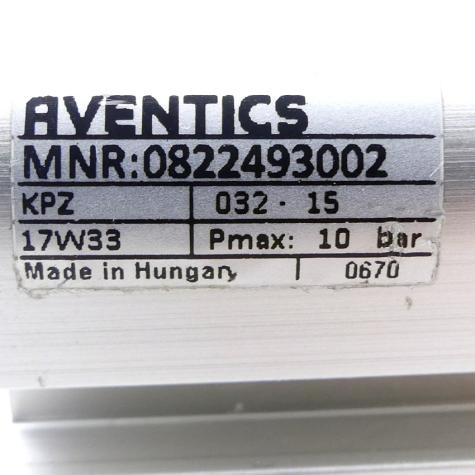 AVENTICS
MNR:0822493002
KPZ 032 · 15
17W33 Pmax: 10 bar
Made in Hungary 0670